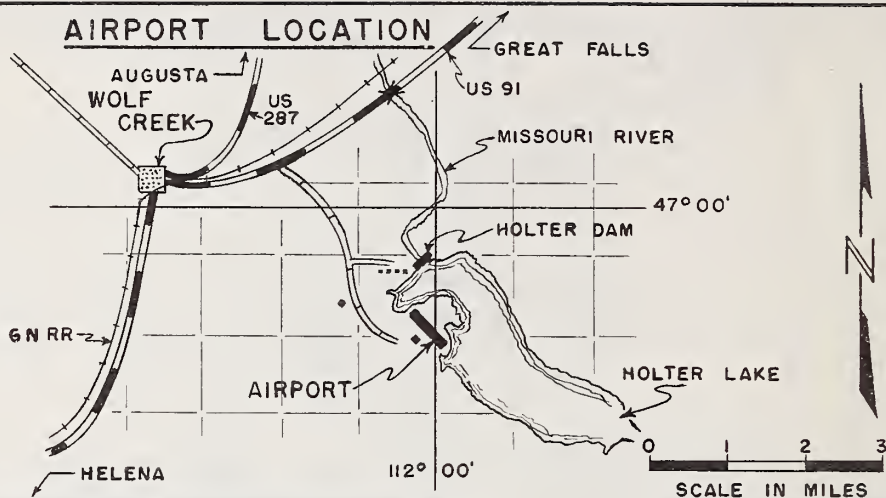 AIRPORT LOCATION
GREAT FALLS
AUGUSTA
US 91
WOLF
CREEK
US
287
MISSOURI RIVER
47° 00'
HOLTER DAM
N
GN RR
AIRPORT
HOLTER LAKE
HELENA
112° 00'
0 1 2 3
SCALE IN MILES